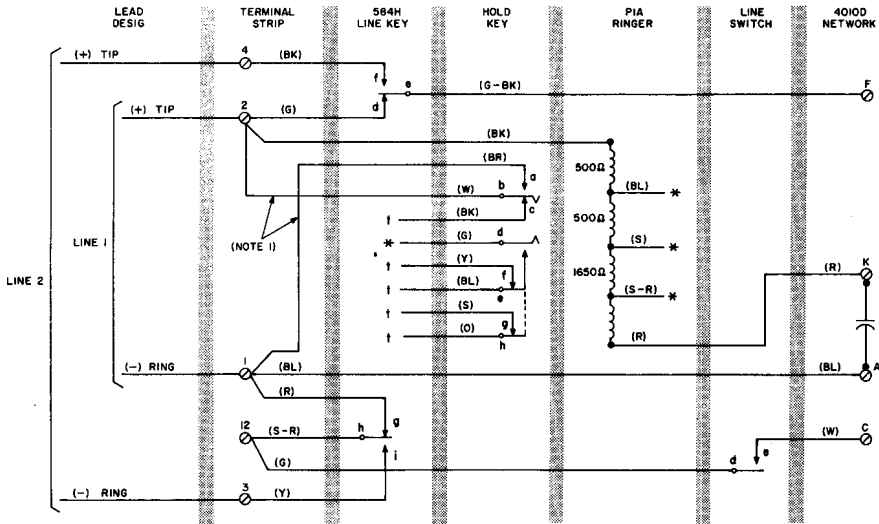 LEAD DESIG
TERMINAL STRIP
584H LINE KEY
HOLD KEY
P1A RINGER
LINE SWITCH
4010D NETWORK
(+) TIP
4
(BK)
f
e
(G-BK)
F
d
(+) TIP
2
(G)
(BK)
(BR)
a
500Ω
(W)
b
(BL)
*
c
(BK)
t
500Ω
(NOTE 1)
*
(G)
d
(S)
*
LINE 1
t
(Y)
f
1650Ω
(R)
K
LINE 2
t
(BL)
e
(S-R)
*
t
(S)
g
t
(O)
h
(R)
(-) RING
1
(BL)
(BL)
A
(R)
g
12
(S-R)
h
i
(W)
C
(G)
d
e
(-) RING
3
(Y)